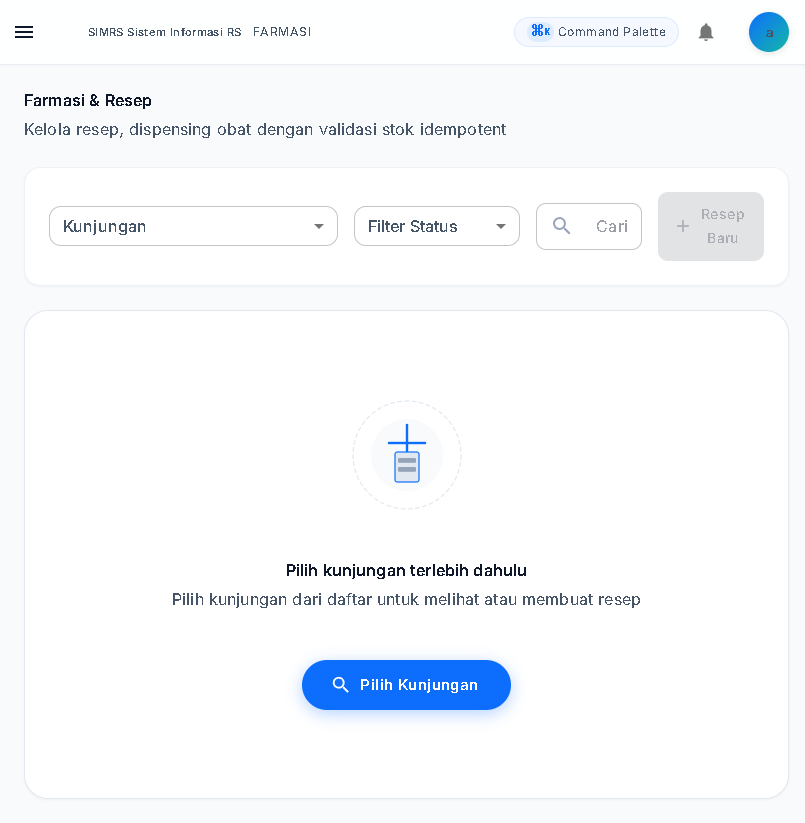 SIMRS Sistem Informasi RS FARMASI
⌘K Command Palette
a
Farmasi & Resep
Kelola resep, dispensing obat dengan validasi stok idempotent
Kunjungan
Filter Status
Cari
Resep
Baru
Pilih kunjungan terlebih dahulu
Pilih kunjungan dari daftar untuk melihat atau membuat resep
Pilih Kunjungan